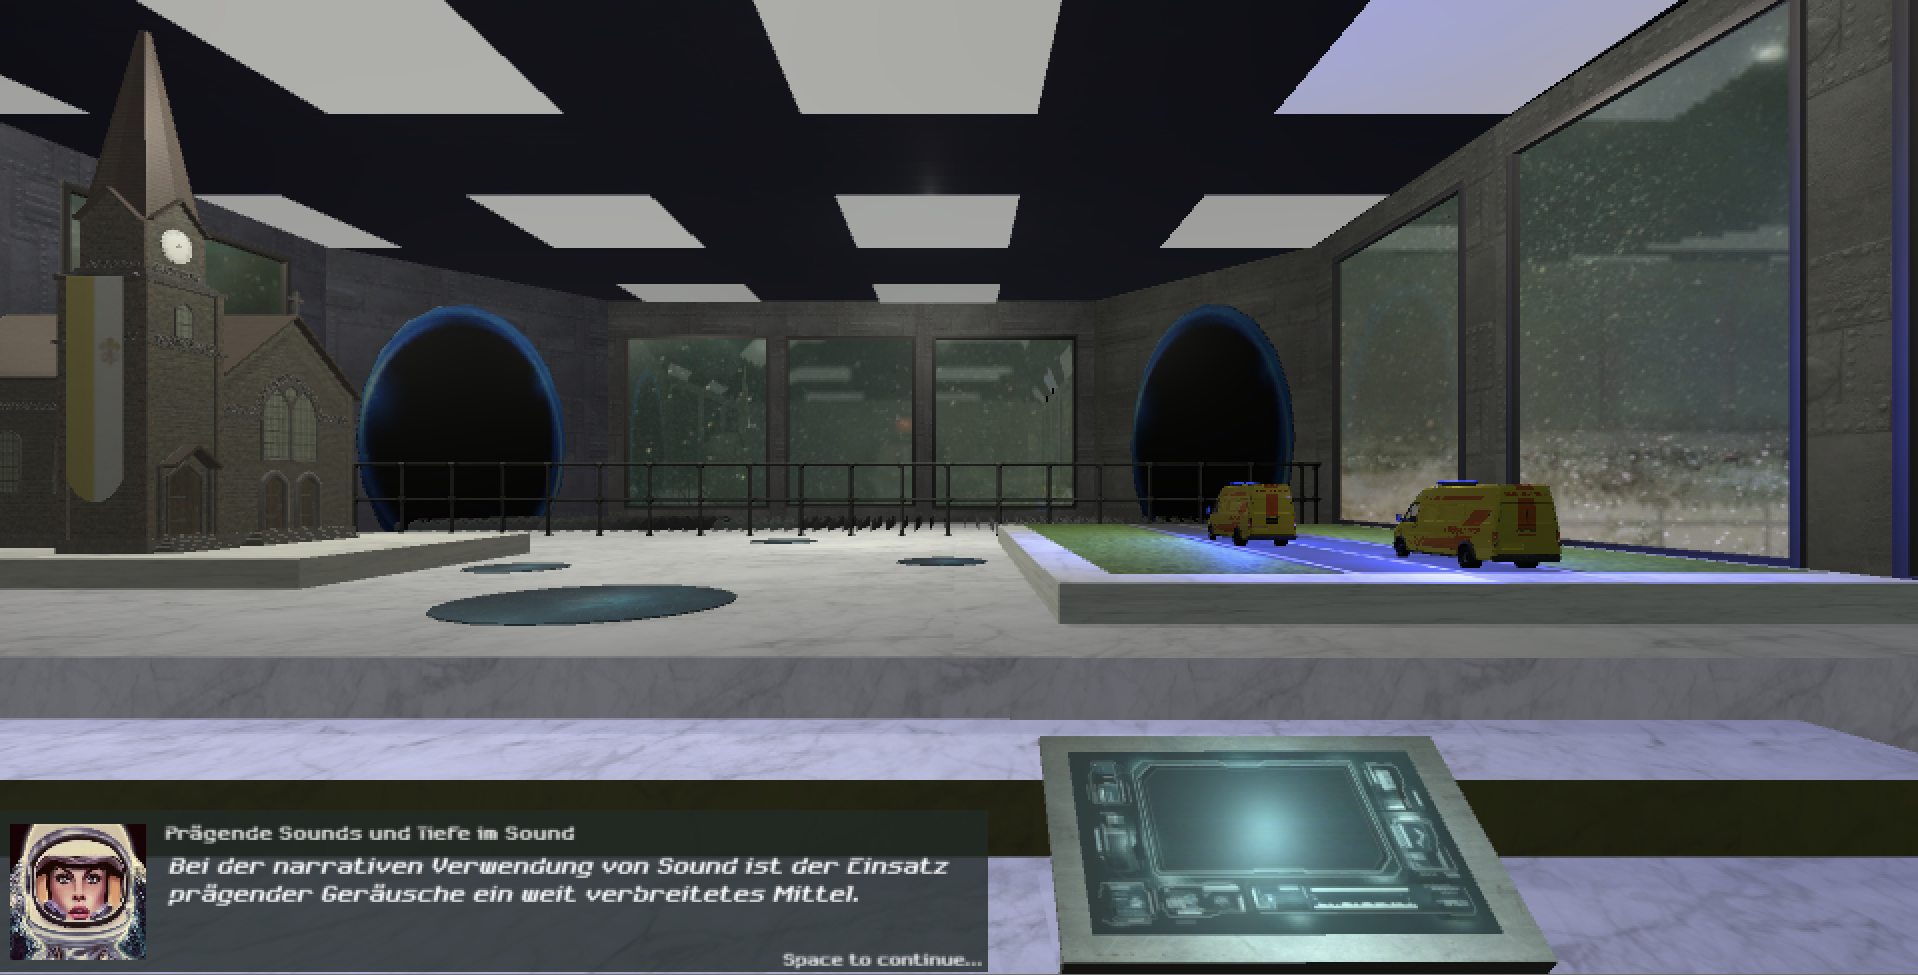 Prägende Sounds und Tiefe im Sound
Bei der narrativen Verwendung von Sound ist der Einsatz
prägender Geräusche ein weit verbreitetes Mittel.
Space to continue...